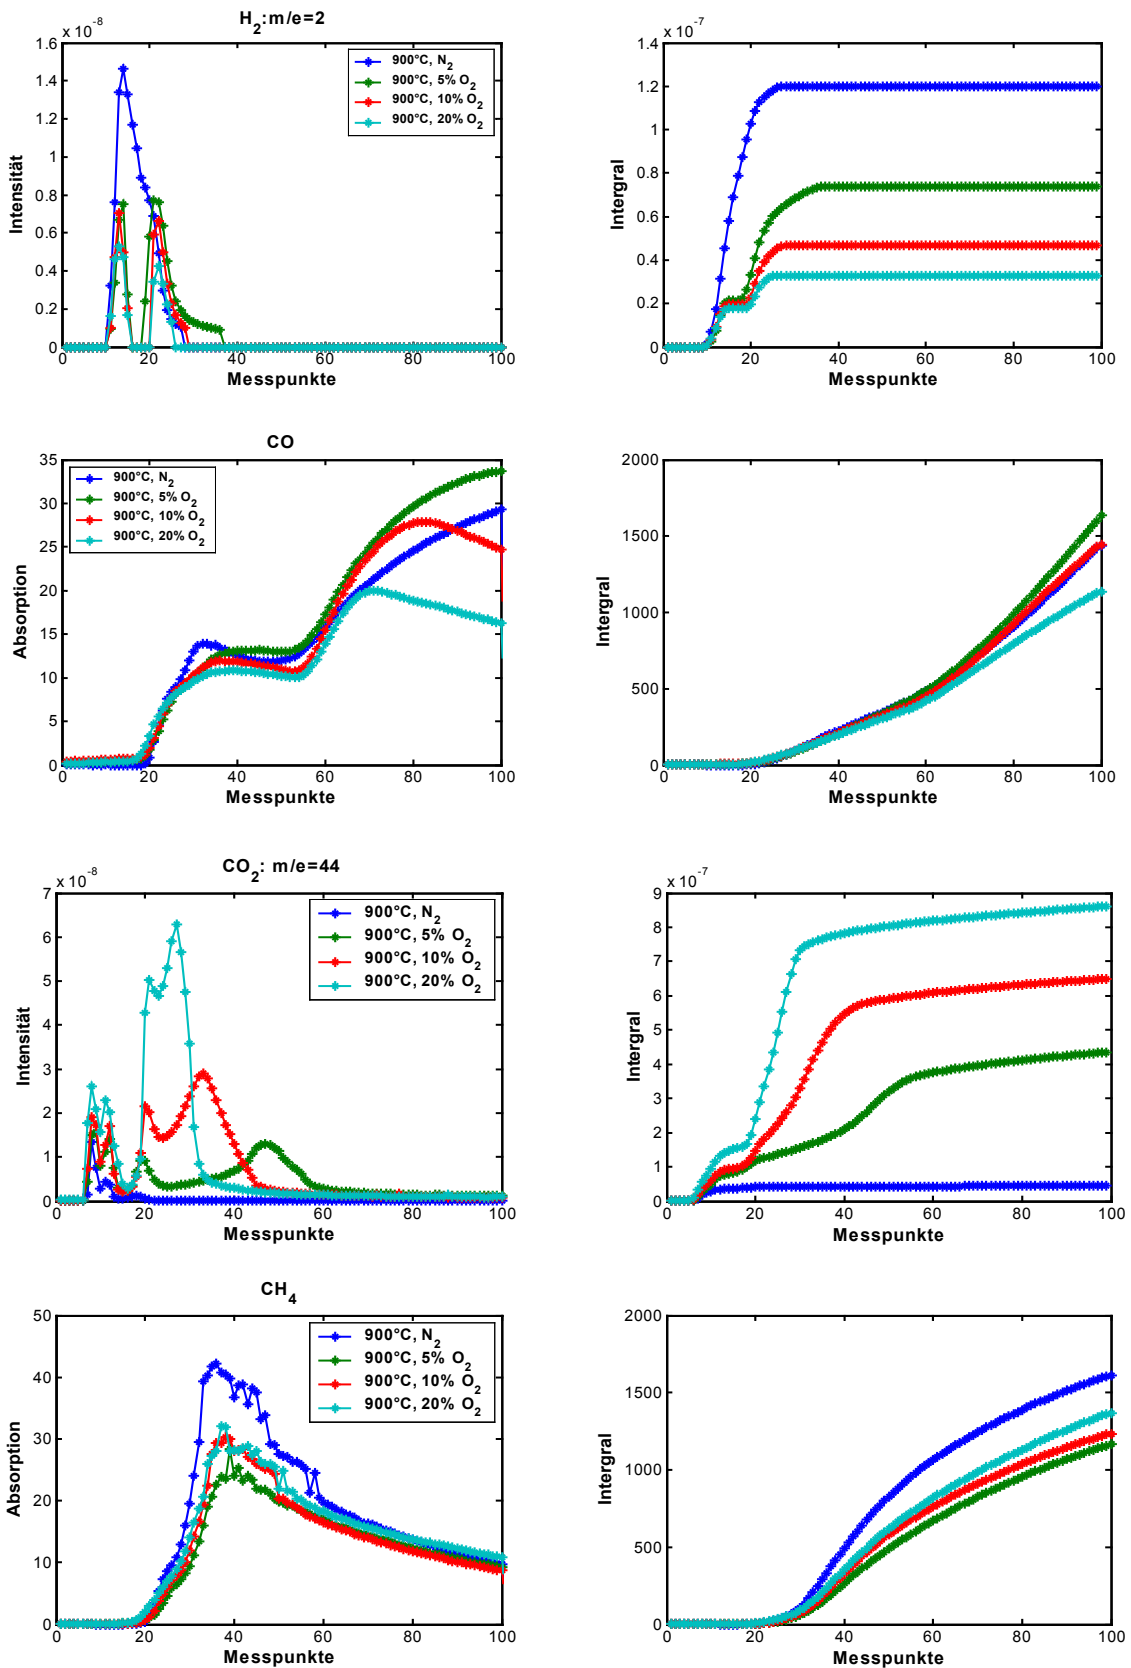 H2:m/e=2
x 10-8
1.6
1.4
1.2
1
0.8
0.6
0.4
0.2
0
Intensität
900°C, N2
900°C, 5% O2
900°C, 10% O2
900°C, 20% O2
0 20 40 60 80 100
Messpunkte
x 10-7
1.4
1.2
1
0.8
0.6
0.4
0.2
0
Intergral
0 20 40 60 80 100
Messpunkte
CO
35
30
25
20
15
10
5
0
Absorption
900°C, N2
900°C, 5% O2
900°C, 10% O2
900°C, 20% O2
0 20 40 60 80 100
Messpunkte
2000
1500
1000
500
0
Intergral
0 20 40 60 80 100
Messpunkte
CO2: m/e=44
x 10-8
7
6
5
4
3
2
1
0
Intensität
900°C, N2
900°C, 5% O2
900°C, 10% O2
900°C, 20% O2
0 20 40 60 80 100
Messpunkte
x 10-7
9
8
7
6
5
4
3
2
1
0
Intergral
0 20 40 60 80 100
Messpunkte
CH4
50
40
30
20
10
0
Absorption
900°C, N2
900°C, 5% O2
900°C, 10% O2
900°C, 20% O2
0 20 40 60 80 100
Messpunkte
2000
1500
1000
500
0
Intergral
0 20 40 60 80 100
Messpunkte